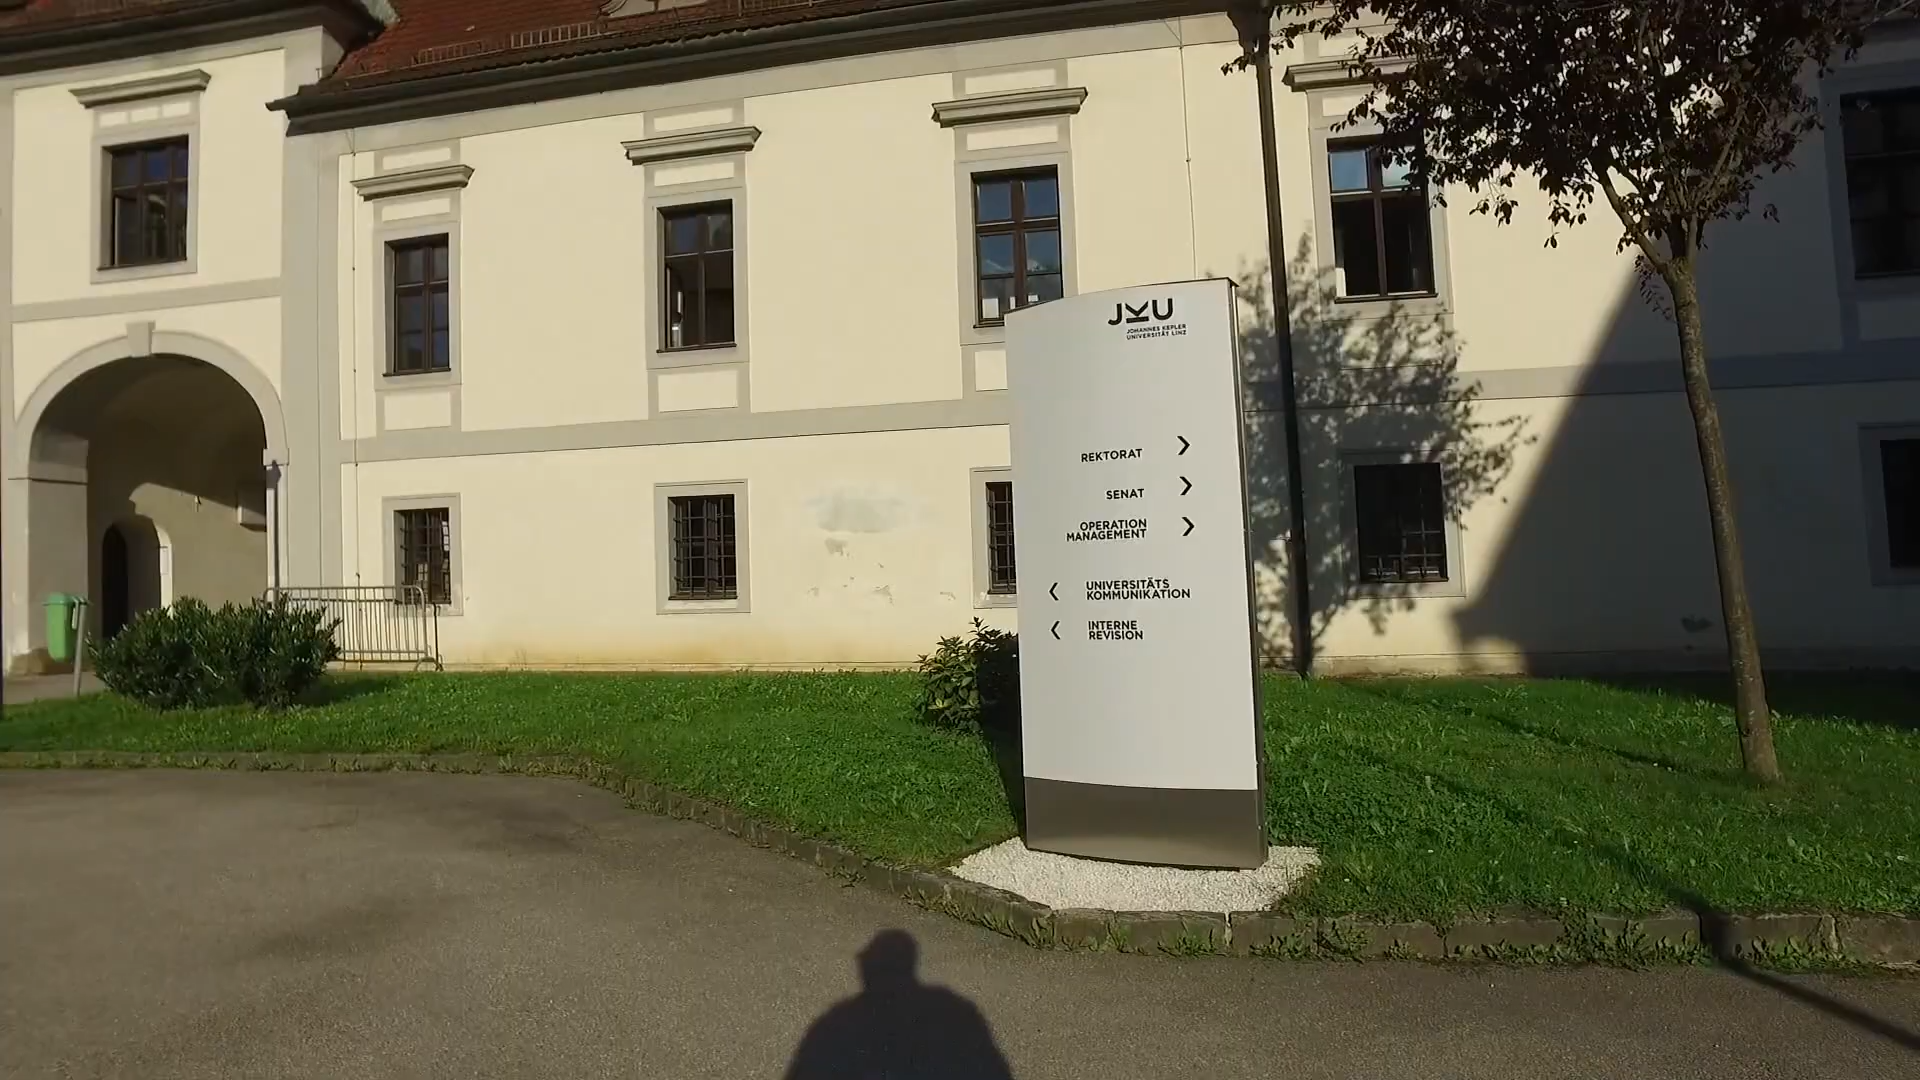 JKU
JOHANNES KEPLER
UNIVERSITÄT LINZ
REKTORAT
SENAT
OPERATION
MANAGEMENT
UNIVERSITÄTS
KOMMUNIKATION
INTERNE
REVISION